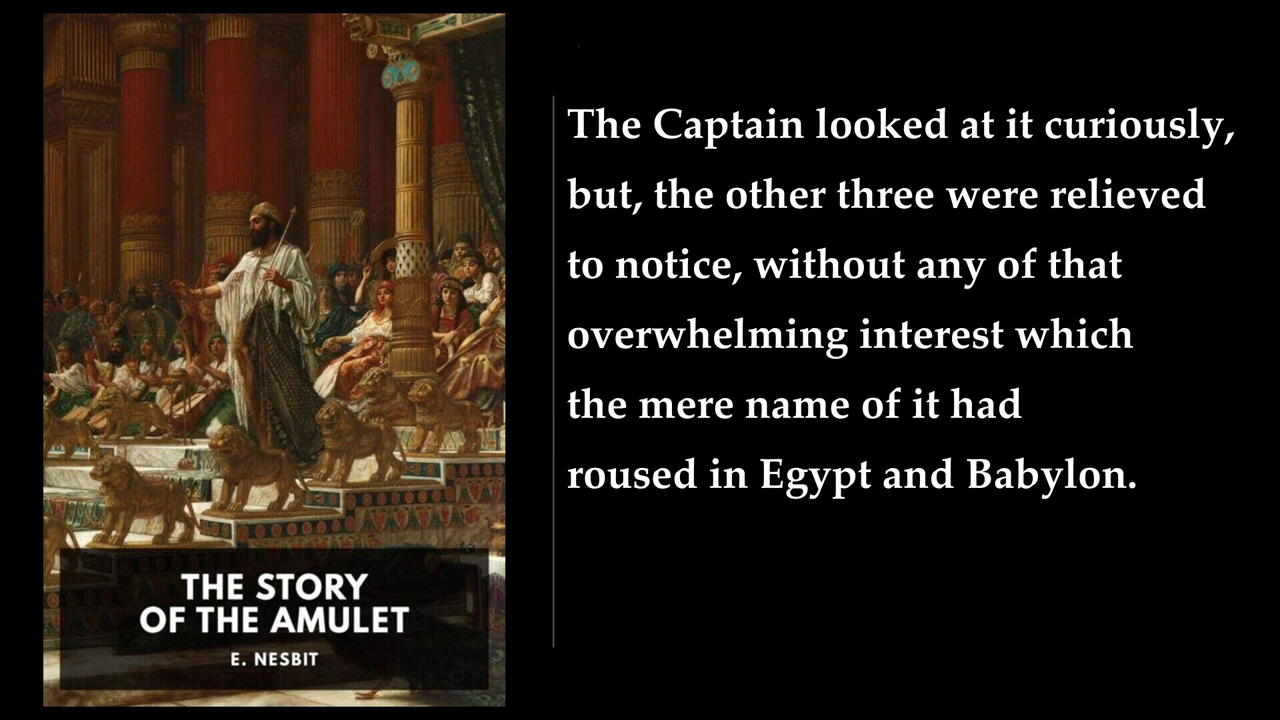 THE STORY
OF THE AMULET
E. NESBIT
The Captain looked at it curiously,
but, the other three were relieved
to notice, without any of that
overwhelming interest which
the mere name of it had
roused in Egypt and Babylon.